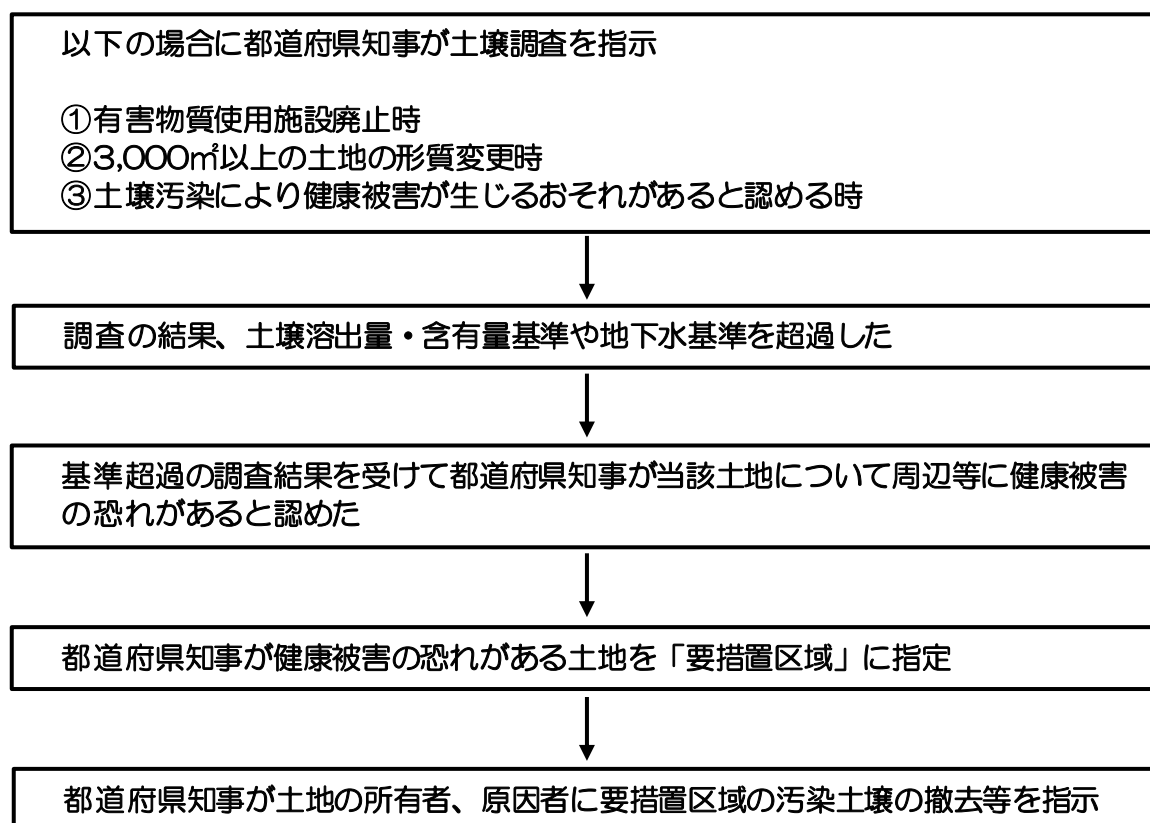 以下の場合に都道府県知事が土壌調査を指示
①有害物質使用施設廃止時
②3,000㎡以上の土地の形質変更時
③土壌汚染により健康被害が生じるおそれがあると認める時
調査の結果、土壌溶出量・含有量基準や地下水基準を超過した
基準超過の調査結果を受けて都道府県知事が当該土地について周辺等に健康被害
の恐れがあると認めた
都道府県知事が健康被害の恐れがある土地を「要措置区域」に指定
都道府県知事が土地の所有者、原因者に要措置区域の汚染土壌の撤去等を指示